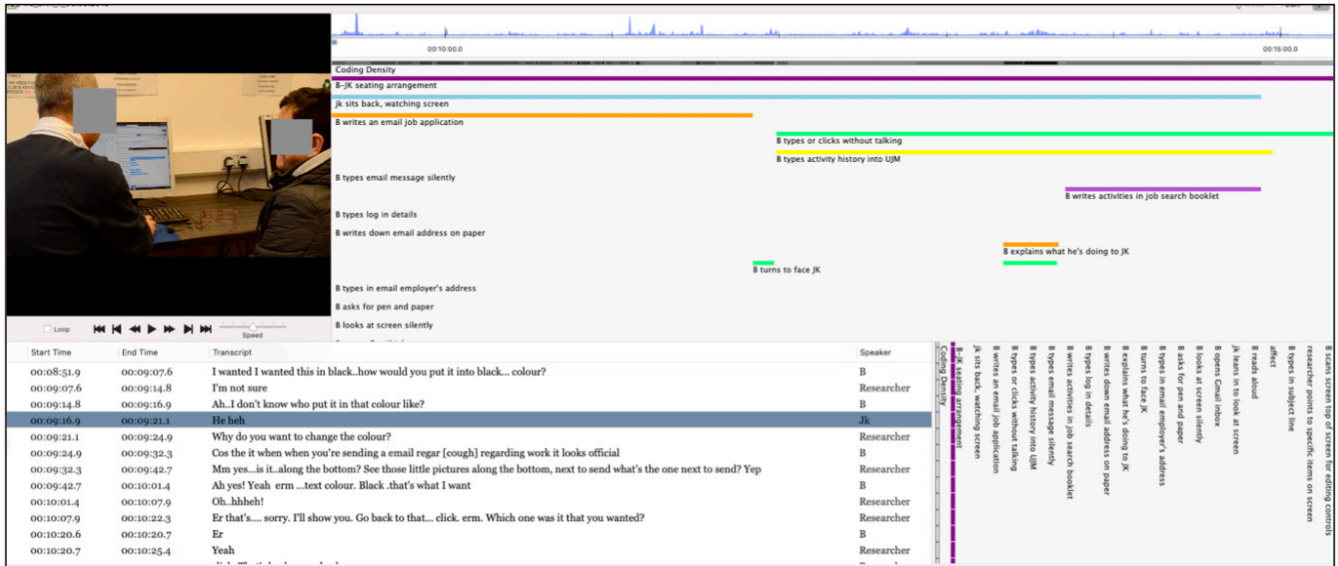 00:10:00.0
00:15:00.0
Coding Density
B-JK seating arrangement
jk sits back, watching screen
B writes an email job application
B types or clicks without talking
B types activity history into UJM
B types email message silently
B writes activities in job search booklet
B types log in details
B writes down email address on paper
B explains what he's doing to JK
B turns to face JK
B types in email employer's address
B asks for pen and paper
B looks at screen silently
Loop
Speed
Start Time End Time Transcript Speaker
00:08:51.9 00:09:07.6 I wanted I wanted this in black..how would you put it into black... colour? B
00:09:07.6 00:09:14.8 I'm not sure Researcher
00:09:14.8 00:09:16.9 Ah..I don't know who put it in that colour like? B
00:09:16.9 00:09:21.1 He heh Jk
00:09:21.1 00:09:24.9 Why do you want to change the colour? Researcher
00:09:24.9 00:09:32.3 Cos the it when when you're sending a email regar [cough] regarding work it looks official B
00:09:32.3 00:09:42.7 Mm yes...is it..along the bottom? See those little pictures along the bottom, next to send what's the one next to send? Yep Researcher
00:09:42.7 00:10:01.4 Ah yes! Yeah erm ...text colour. Black .that's what I want B
00:10:01.4 00:10:07.9 Oh..hhheh! Researcher
00:10:07.9 00:10:22.3 Er that's.... sorry. I'll show you. Go back to that... click. erm. Which one was it that you wanted? Researcher
00:10:20.6 00:10:20.7 Er B
00:10:20.7 00:10:25.4 Yeah Researcher
Coding Density
B-JK seating arrangement
jk sits back, watching screen
B writes an email job application
B types or clicks without talking
B types activity history into UJM
B types email message silently
B writes activities in job search booklet
B types log in details
B writes down email address on paper
B explains what he's doing to JK
B turns to face JK
B types in email employer's address
B asks for pen and paper
B looks at screen silently
B opens Gmail inbox
jk leans in to look at screen
B reads aloud
affect
B types in subject line
researcher points to specific items on screen
B scans screen top of screen for editing controls